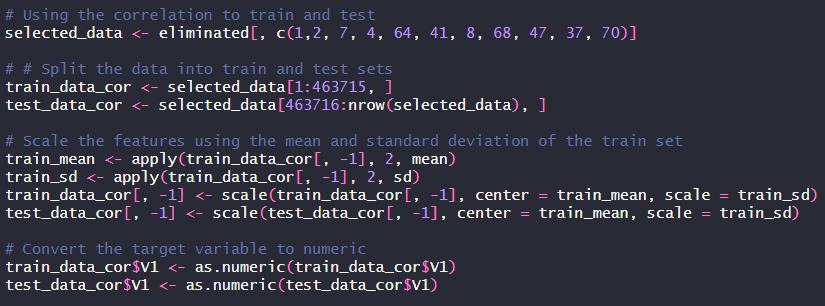 # Using the correlation to train and test
selected_data <- eliminated[, c(1,2, 7, 4, 64, 41, 8, 68, 47, 37, 70)]
# # Split the data into train and test sets
train_data_cor <- selected_data[1:463715, ]
test_data_cor <- selected_data[463716:nrow(selected_data), ]
# Scale the features using the mean and standard deviation of the train set
train_mean <- apply(train_data_cor[, -1], 2, mean)
train_sd <- apply(train_data_cor[, -1], 2, sd)
train_data_cor[, -1] <- scale(train_data_cor[, -1], center = train_mean, scale = train_sd)
test_data_cor[, -1] <- scale(test_data_cor[, -1], center = train_mean, scale = train_sd)
# Convert the target variable to numeric
train_data_cor$V1 <- as.numeric(train_data_cor$V1)
test_data_cor$V1 <- as.numeric(test_data_cor$V1)